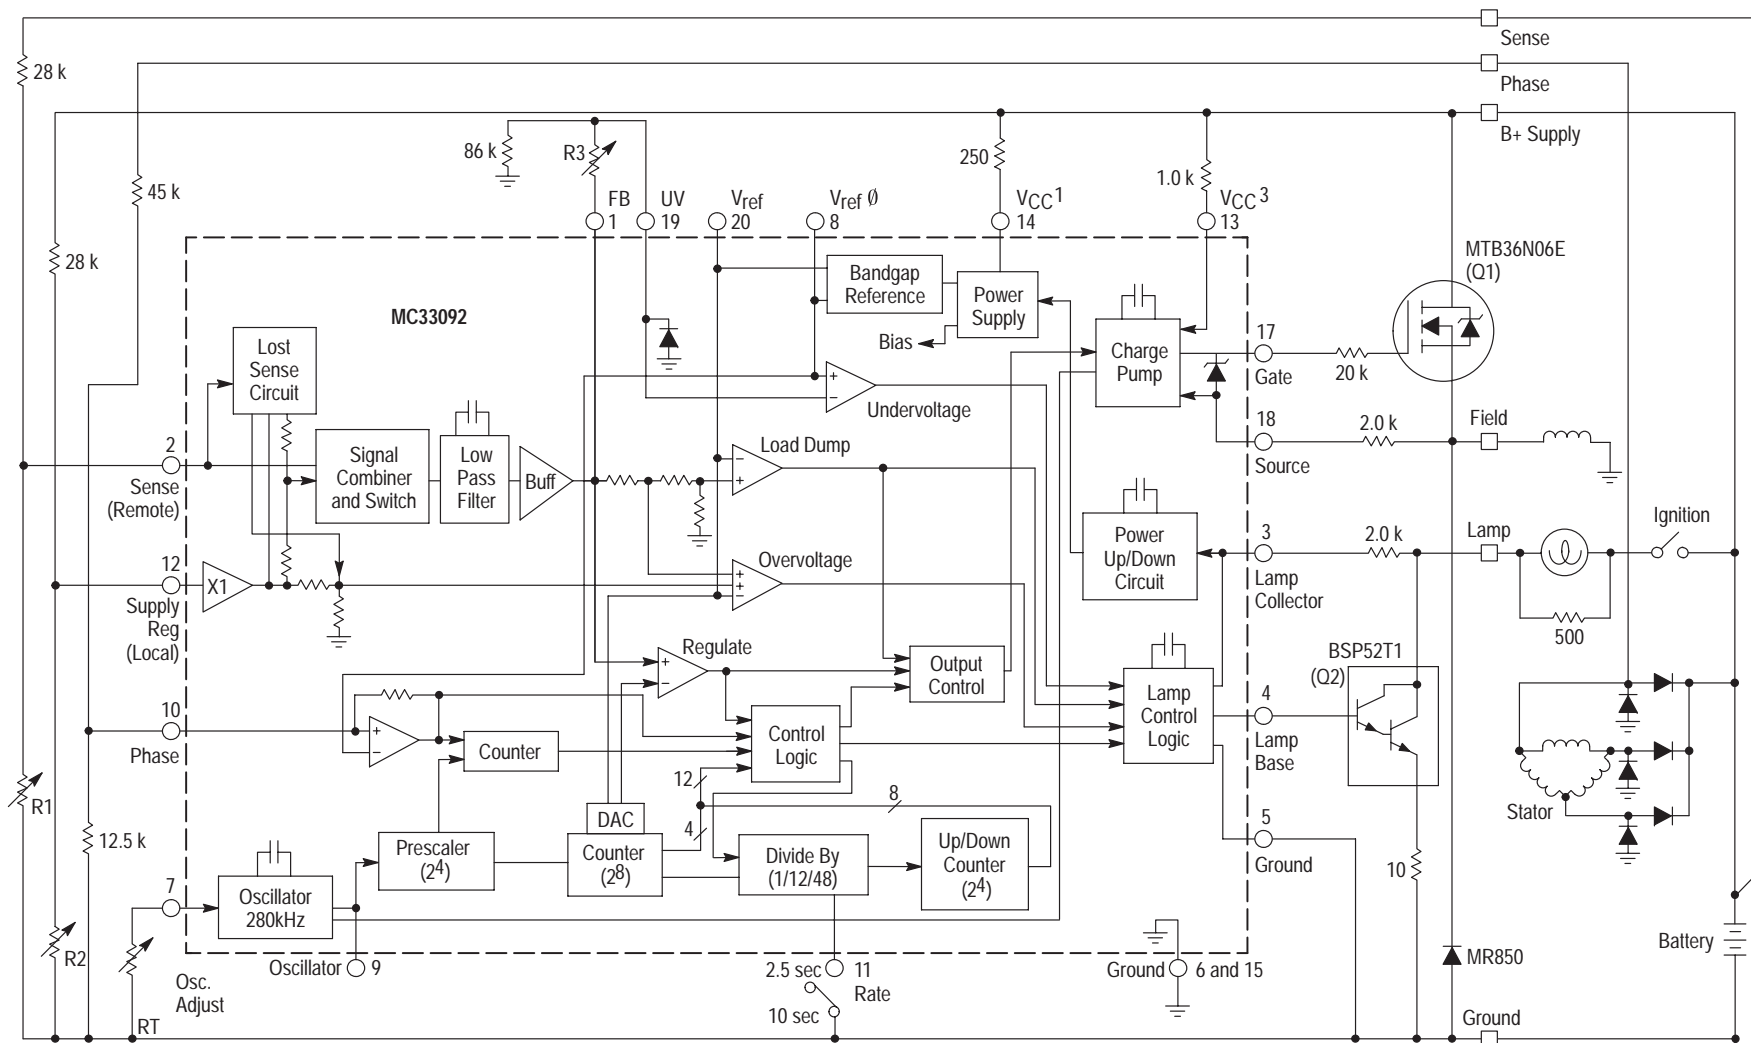 Sense
28 k
Phase
B+ Supply
86 k
R3
250
1.0 k
45 k
FB
1
UV
19
Vref
20
Vref Ø
8
VCC1
14
VCC3
13
28 k
MTB36N06E
(Q1)
MC33092
Bandgap
Reference
Power
Supply
Bias
Lost
Sense
Circuit
Charge
Pump
17
Gate
20 k
+
−
Undervoltage
18
Source
2.0 k
Field
2
Sense
(Remote)
Signal
Combiner
and Switch
Low
Pass
Filter
Buff
Load Dump
−
+
Power
Up/Down
Circuit
3
Lamp
Collector
2.0 k
Lamp
Ignition
500
12
Supply
Reg
(Local)
X1
Overvoltage
+
+
−
Regulate
+
−
Output
Control
BSP52T1
(Q2)
10
Phase
+
−
Counter
Control
Logic
Lamp
Control
Logic
4
Lamp
Base
Stator
R1
12.5 k
12
8
4
DAC
Prescaler
(24)
Counter
(28)
Divide By
(1/12/48)
Up/Down
Counter
(24)
5
Ground
10
7
Oscillator
280kHz
R2
Osc.
Adjust
RT
Oscillator
9
2.5 sec
11
Rate
10 sec
Ground
6 and 15
MR850
Battery
Ground